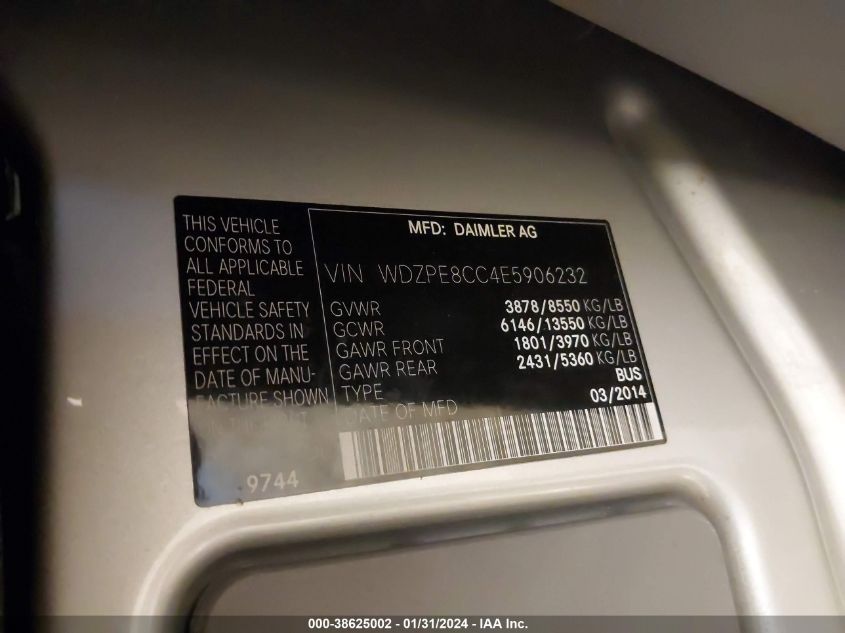 THIS VEHICLE
CONFORMS TO
ALL APPLICABLE
FEDERAL
VEHICLE SAFETY
STANDARDS IN
EFFECT ON THE
DATE OF MANU-
FACTURE SHOWN
9744
MFD: DAIMLER AG
VIN WDZPE8CC4E5906232
GVWR 3878/8550 KG/LB
GCWR 6146/13550 KG/LB
GAWR FRONT 1801/3970 KG/LB
GAWR REAR 2431/5360 KG/LB
TYPE BUS
DATE OF MFD 03/2014
000-38625002 - 01/31/2024 - IAA Inc.